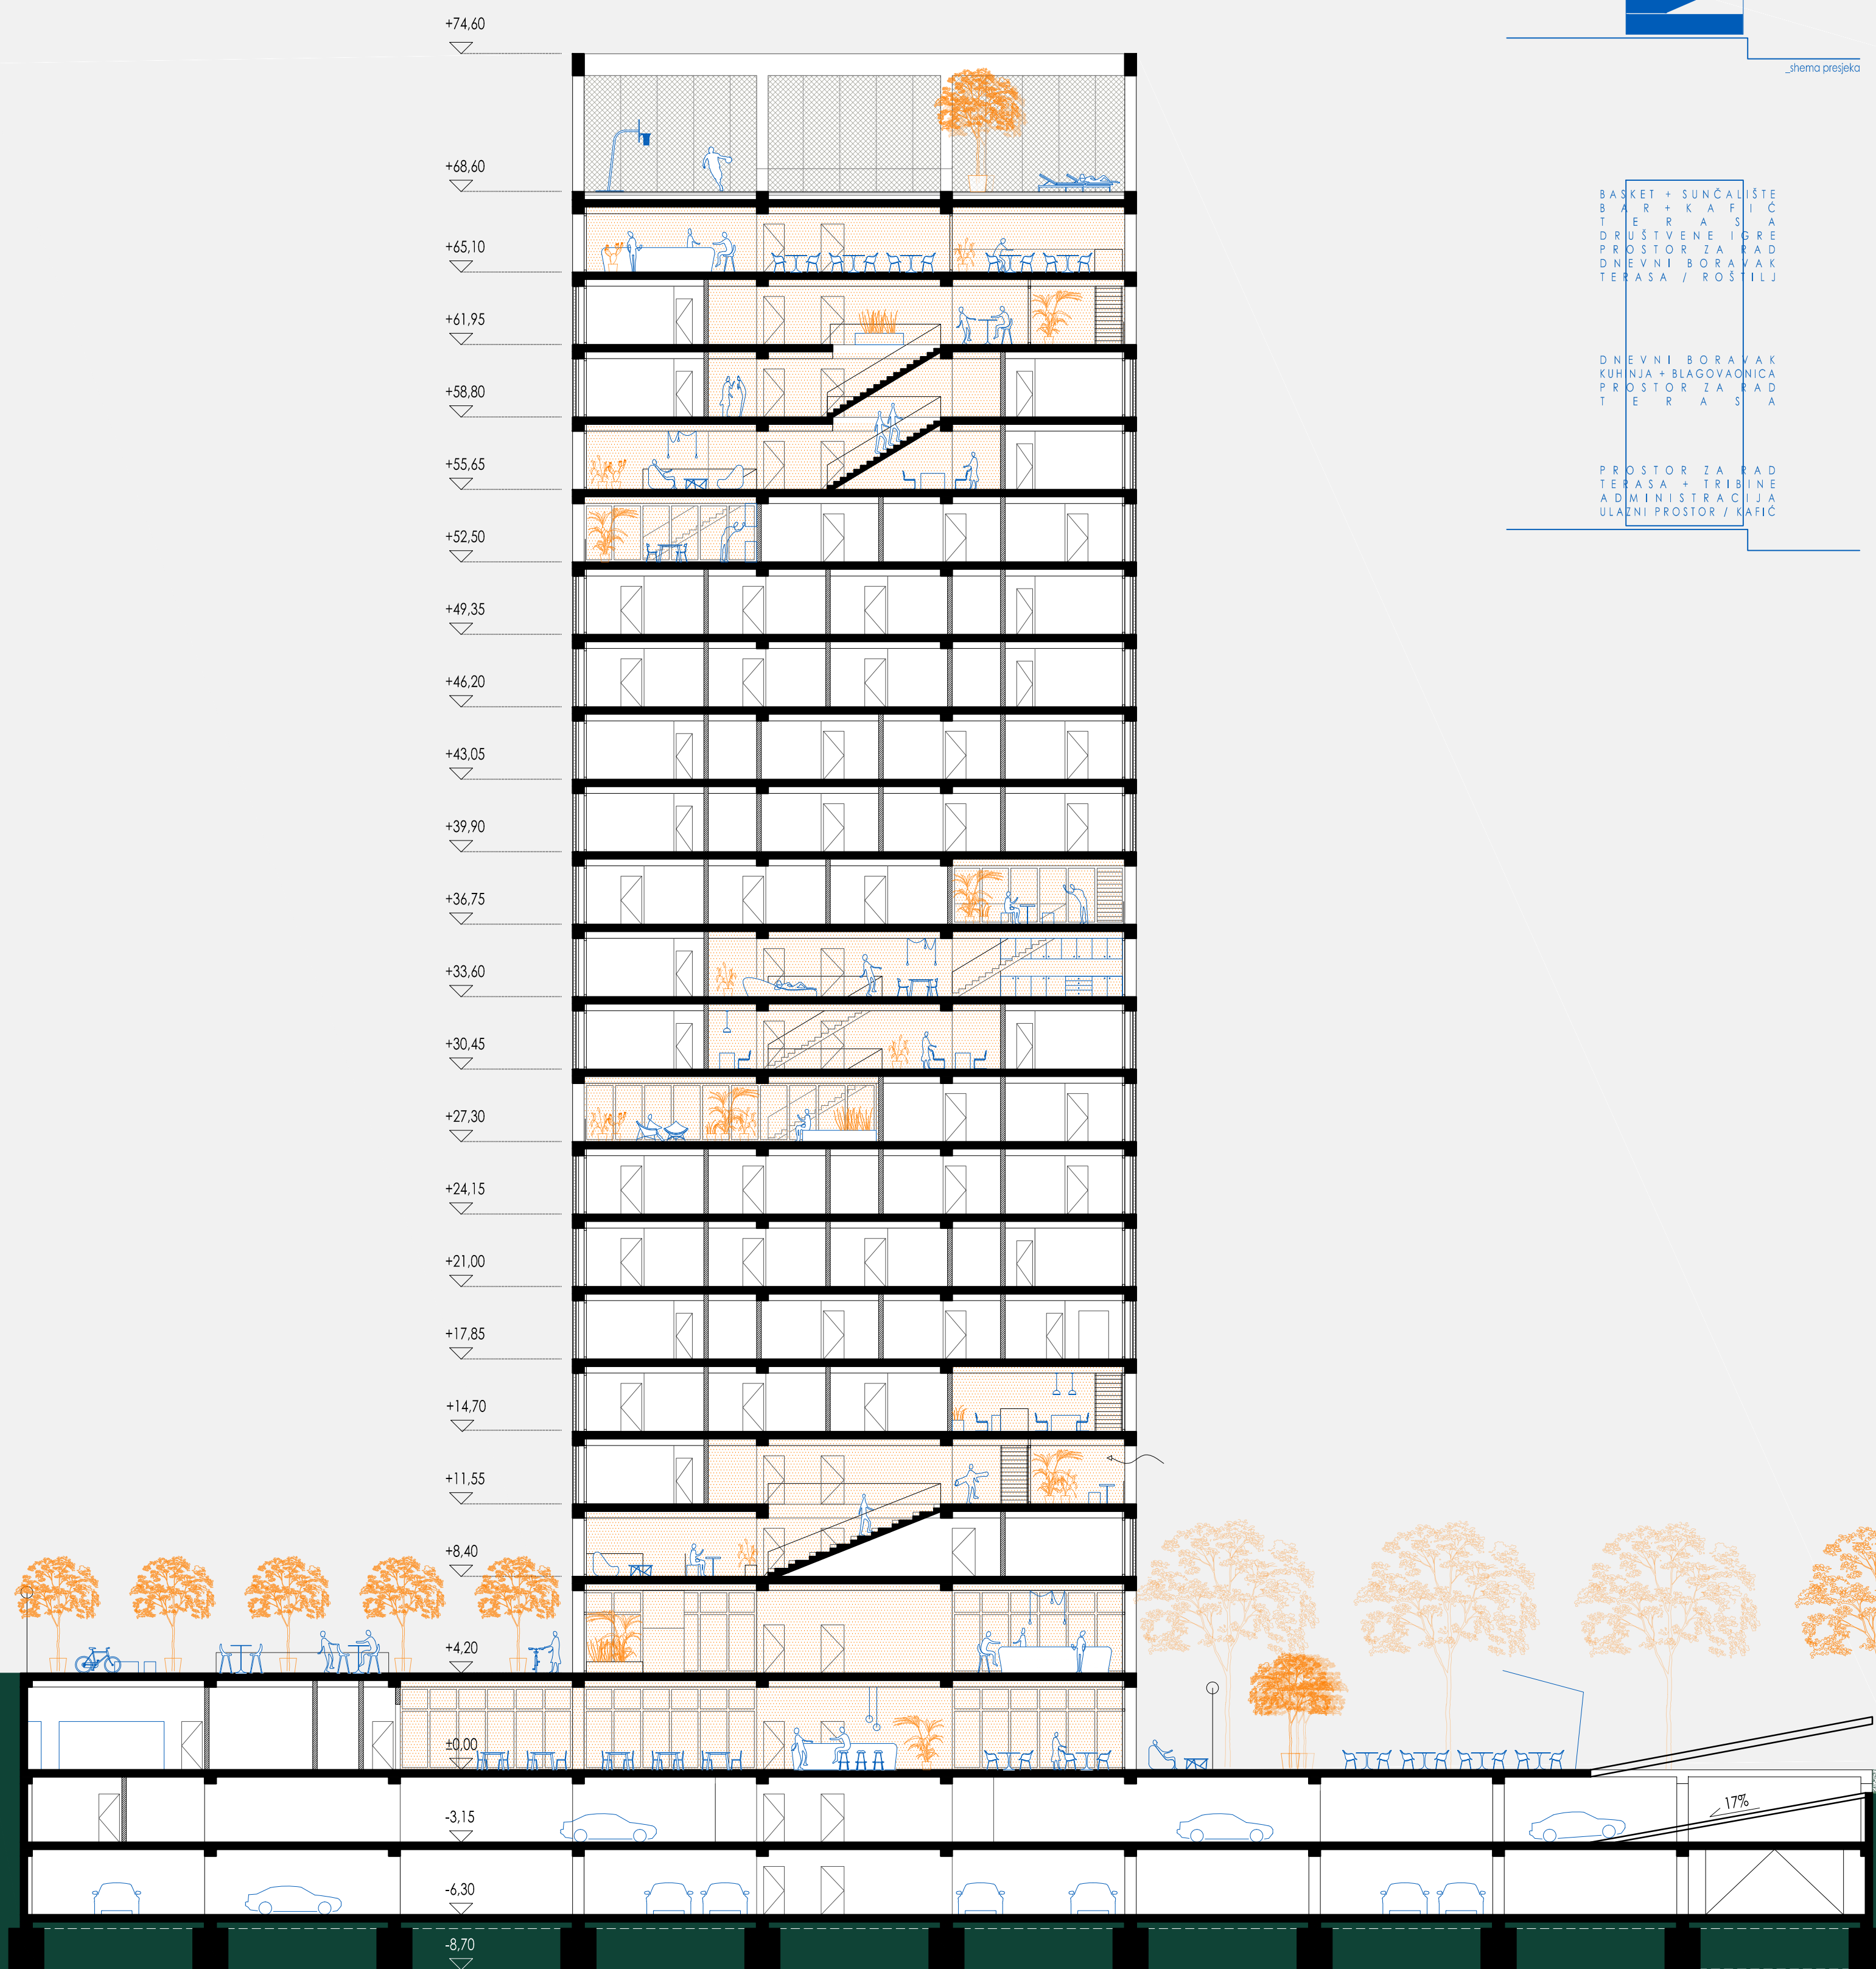 +74,60
_shema presjeka
+68,60
BASKET + SUNČALIŠTE
BAR + KAFIĆ
TERASA
DRUŠTVENE IGRE
PROSTOR ZA RAD
DNEVNI BORAVAK
TERASA / ROŠTILJ
+65,10
+61,95
DNEVNI BORAVAK
KUHINJA + BLAGOVAONICA
PROSTOR ZA RAD
TERASA
+58,80
+55,65
PROSTOR ZA RAD
TERASA + TRIBINE
ADMINISTRACIJA
ULAZNI PROSTOR / KAFIĆ
+52,50
+49,35
+46,20
+43,05
+39,90
+36,75
+33,60
+30,45
+27,30
+24,15
+21,00
+17,85
+14,70
+11,55
+8,40
+4,20
±0,00
-3,15
17%
-6,30
-8,70